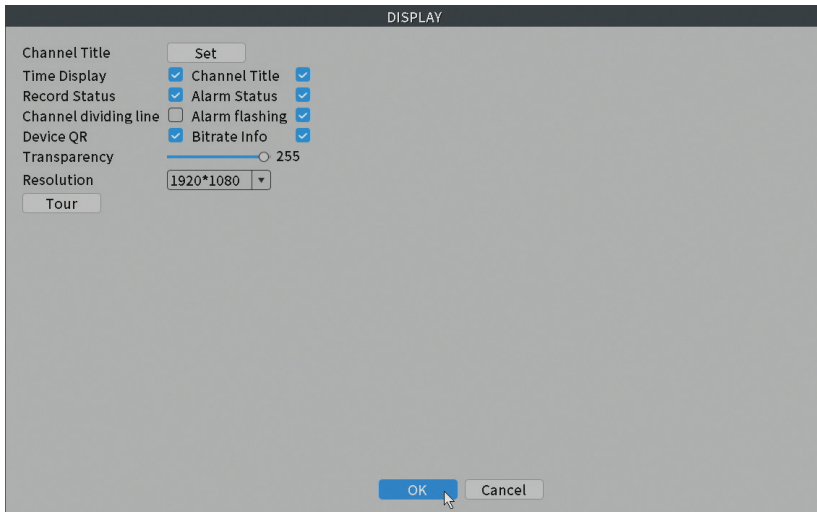 DISPLAY
Channel Title Set
Time Display Channel Title
Record Status Alarm Status
Channel dividing line Alarm flashing
Device QR Bitrate Info
Transparency 255
Resolution 1920*1080
Tour
OK Cancel